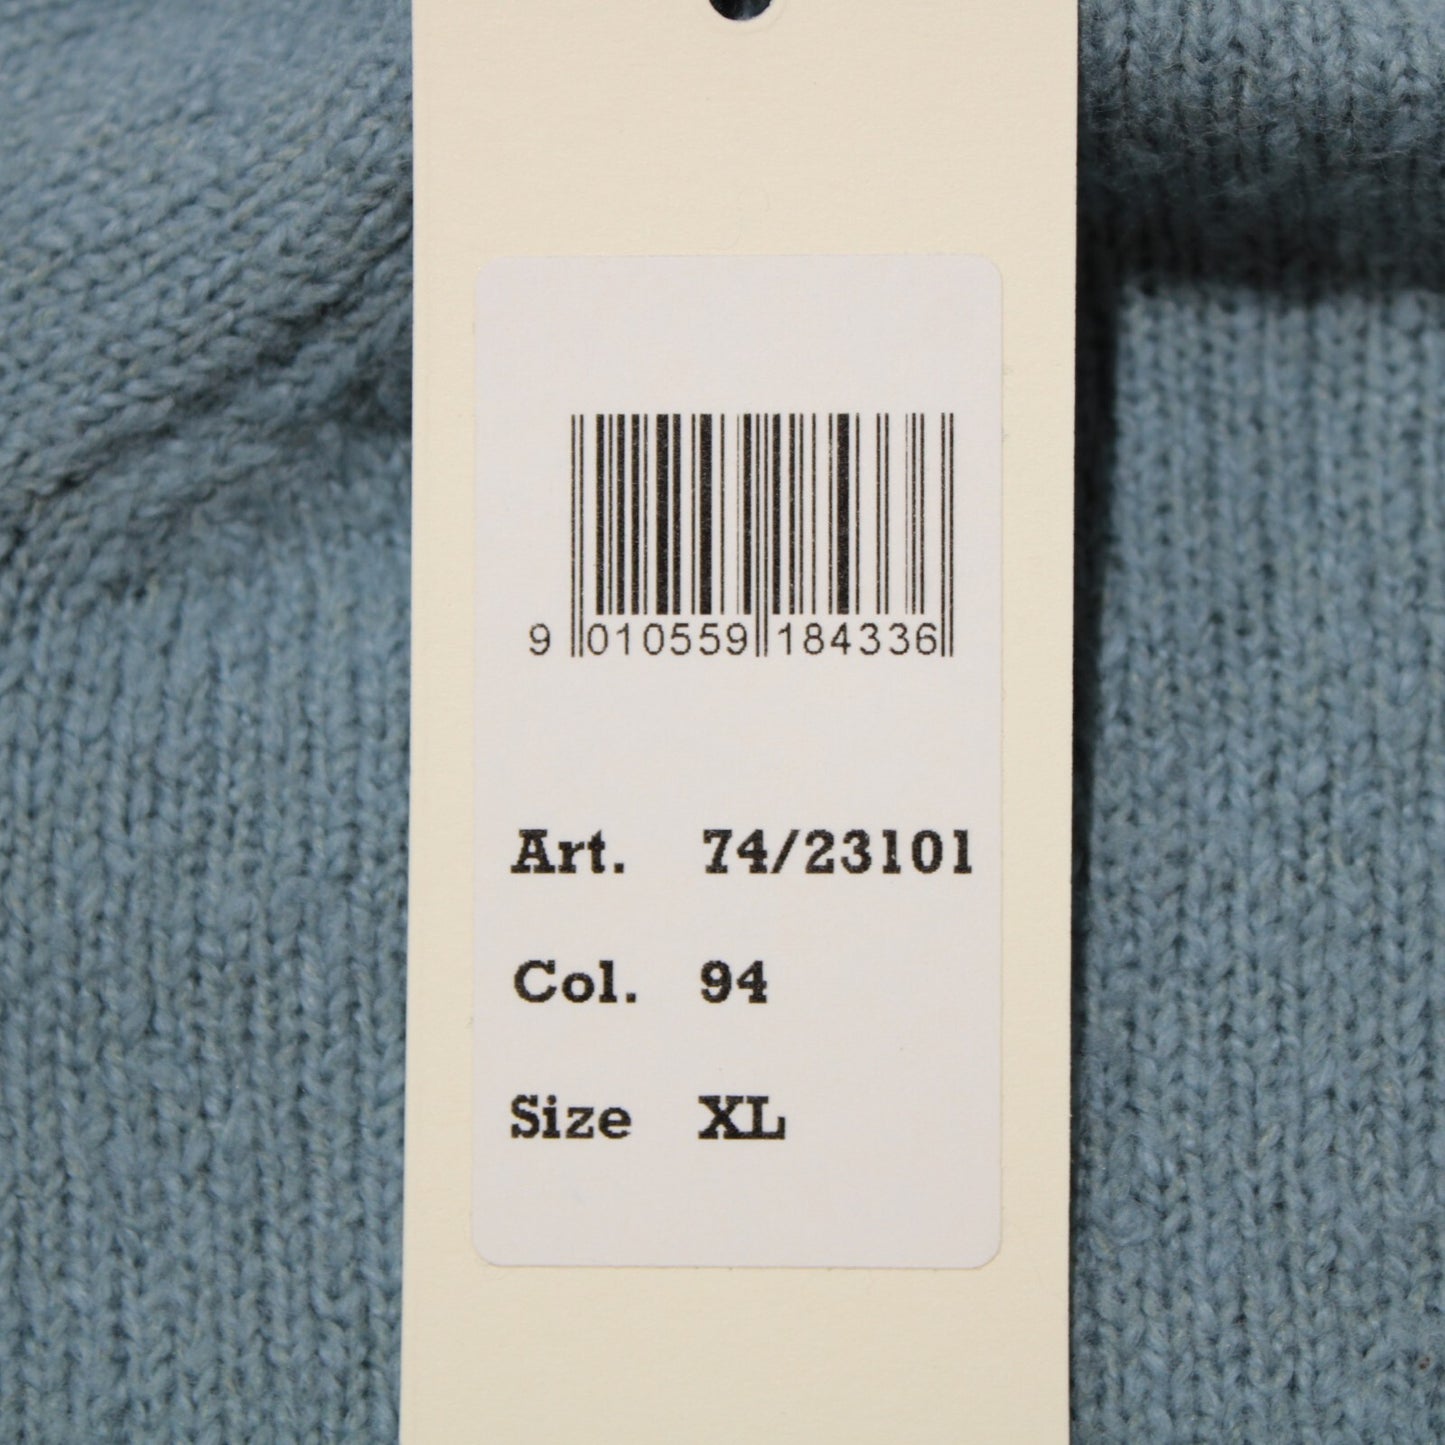 9 010559 184336
Art. 74/23101
Col. 94
Size XL